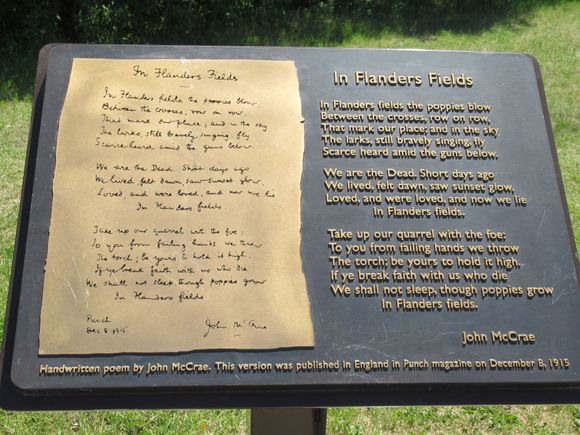 In Flanders Fields
In Flanders fields the poppies blow
Between the crosses, row on row,
That mark our place; and in the sky
The larks, still bravely singing, fly
Scarce heard amid the guns below.
We are the Dead. Short days ago
We lived, felt dawn, saw sunset glow,
Loved, and were loved, and now we lie
In Flanders fields
Take up our quarrel with the foe:
To you from failing hands we throw
The torch; be yours to hold it high.
If ye break faith with us who die
We shall not sleep, though poppies grow
In Flanders fields
Punch
Dec 8·1915
John McCrae
In Flanders Fields
In Flanders fields the poppies blow
Between the crosses, row on row,
That mark our place; and in the sky
The larks, still bravely singing, fly
Scarce heard amid the guns below.
We are the Dead. Short days ago
We lived, felt dawn, saw sunset glow,
Loved, and were loved, and now we lie
In Flanders fields.
Take up our quarrel with the foe:
To you from failing hands we throw
The torch; be yours to hold it high.
If ye break faith with us who die
We shall not sleep, though poppies grow
In Flanders fields.
John McCrae
Handwritten poem by John McCrae. This version was published in England in Punch magazine on December 8, 1915